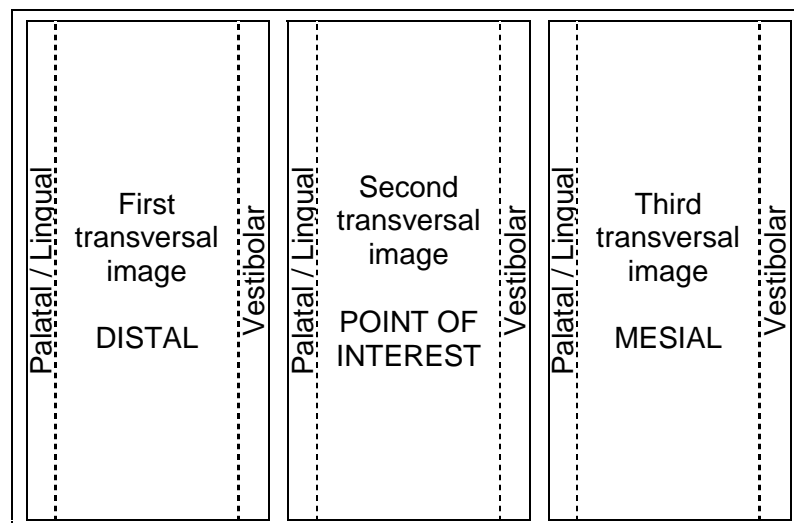 Palatal / Lingual
First
transversal
image
DISTAL
Vestibolar
Palatal / Lingual
Second
transversal
image
POINT OF
INTEREST
Vestibolar
Palatal / Lingual
Third
transversal
image
MESIAL
Vestibolar